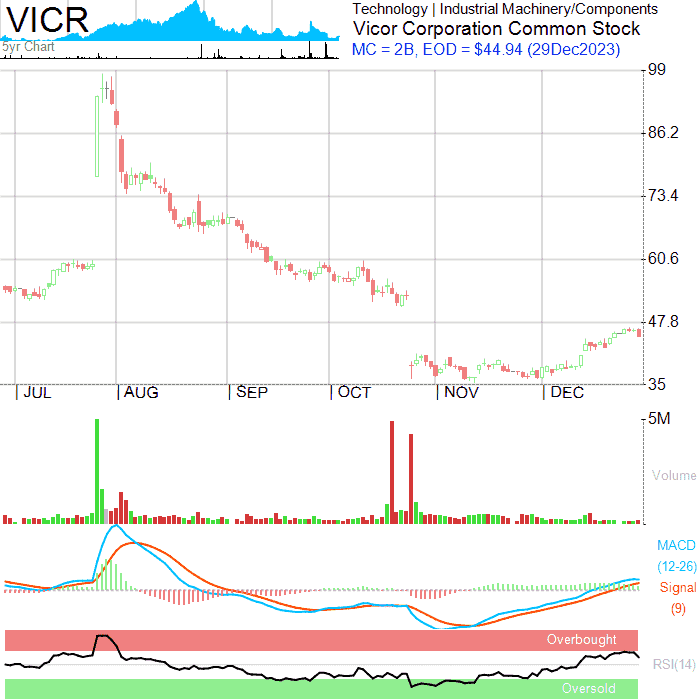 VICR
5yr Chart
Technology | Industrial Machinery/Components
Vicor Corporation Common Stock
MC = 2B, EOD = $44.94 (29Dec2023)
99
86.2
73.4
60.6
47.8
35
| JUL | AUG | SEP | OCT | NOV | DEC
5M
Volume
MACD
(12-26)
Signal
(9)
Overbought
RSI(14)
Oversold